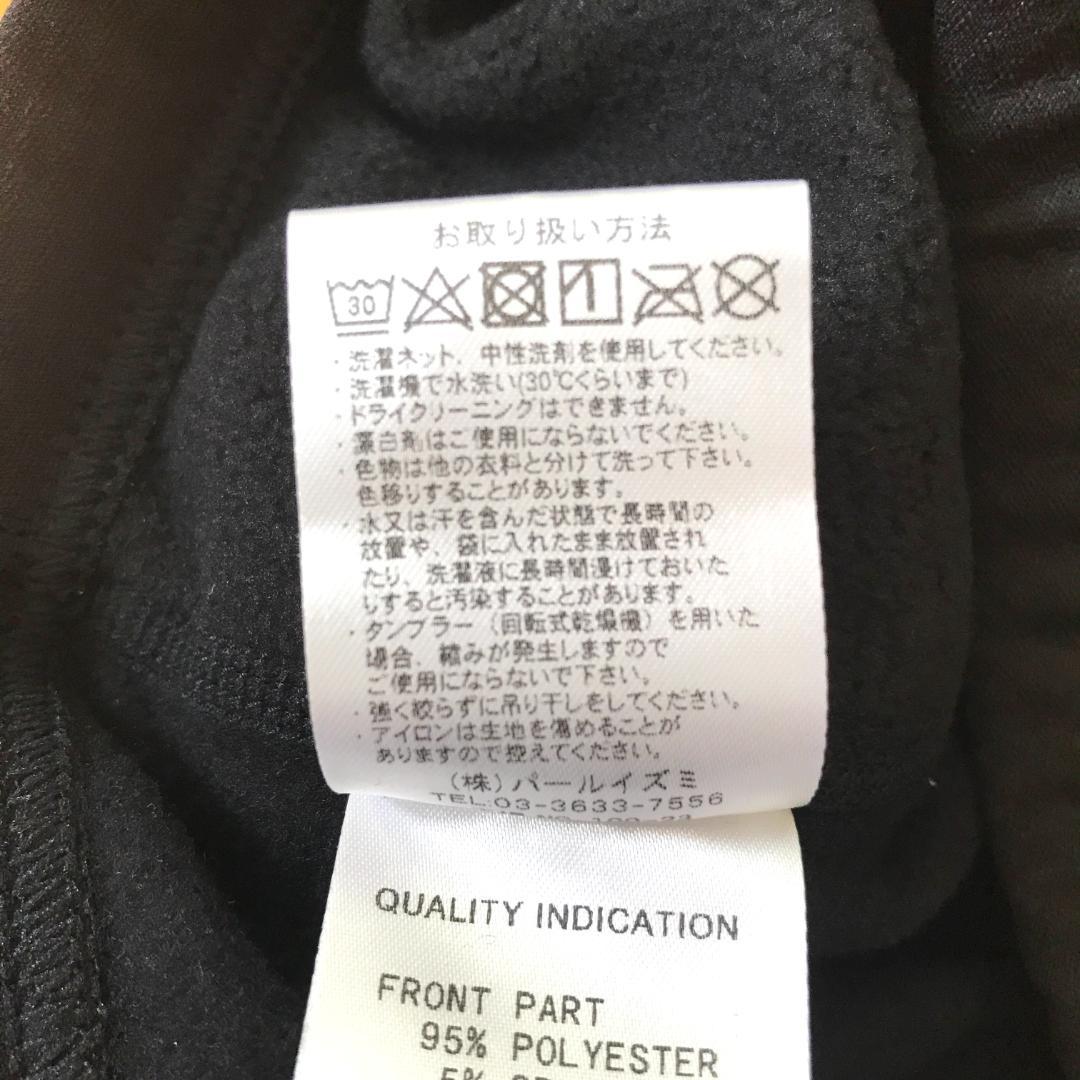 お取り扱い方法
30
・洗濯ネット、中性洗剤を使用してください。
・洗濯機で水洗い(30℃くらいまで)
・ドライクリーニングはできません。
・漂白剤はご使用にならないでください。
・色物は他の衣料と分けて洗って下さい。
色移りすることがあります。
・水又は汗を含んだ状態で長時間の
放置や、袋に入れたまま放置され
たり、洗濯液に長時間浸けておいた
りすると汚染することがあります。
・タンブラー（回転式乾燥機）を用いた
場合、縮みが発生しますので
ご使用にならないで下さい。
・強く絞らずに吊り干しをしてください。
・アイロンは生地を傷めることが
ありますので控えてください。
（株）パールイズミ
TEL:03-3633-7556
QUALITY INDICATION
FRONT PART
95% POLYESTER
5%